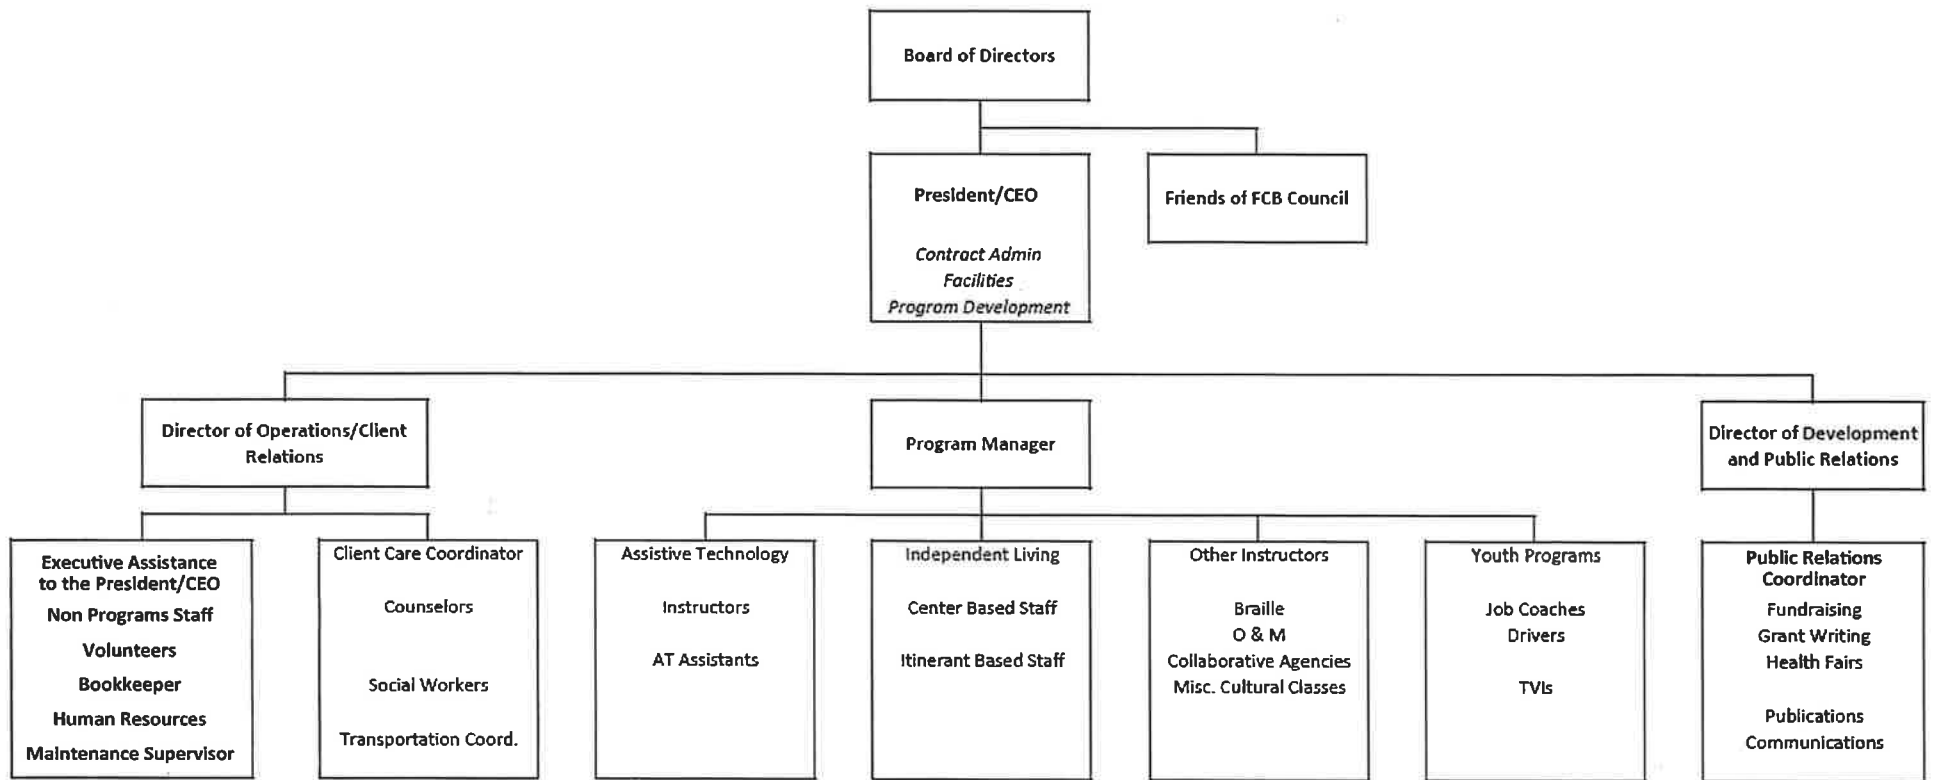 Board of Directors
President/CEO
Contract Admin
Facilities
Program Development
Friends of FCB Council
Director of Operations/Client
Relations
Program Manager
Director of Development
and Public Relations
Executive Assistance
to the President/CEO
Non Programs Staff
Volunteers
Bookkeeper
Human Resources
Maintenance Supervisor
Client Care Coordinator
Counselors
Social Workers
Transportation Coord.
Assistive Technology
Instructors
AT Assistants
Independent Living
Center Based Staff
Itinerant Based Staff
Other Instructors
Braille
O & M
Collaborative Agencies
Misc. Cultural Classes
Youth Programs
Job Coaches
Drivers
TVIs
Public Relations
Coordinator
Fundraising
Grant Writing
Health Fairs
Publications
Communications